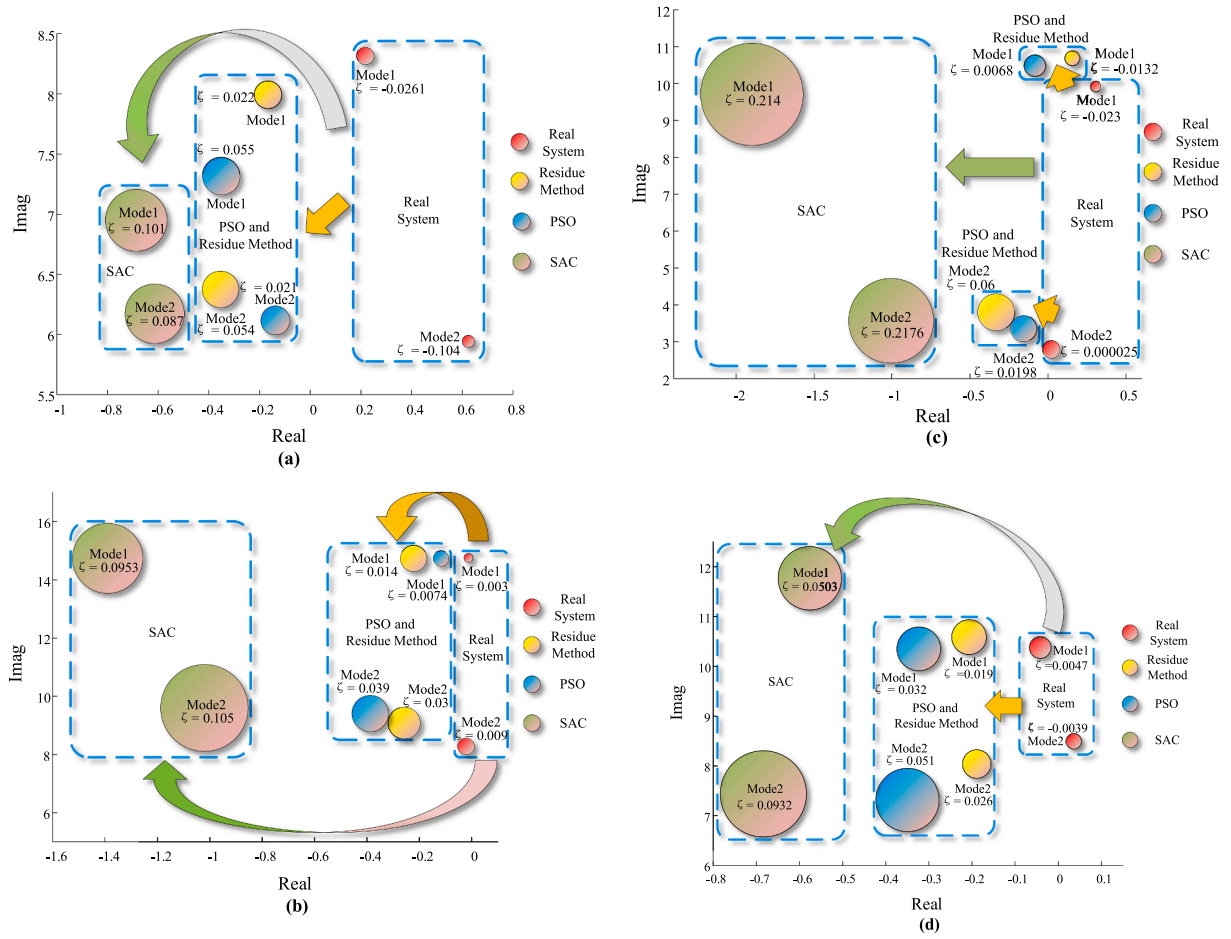 8.5
8
7.5
7
6.5
6
5.5
-1
-0.8
-0.6
-0.4
-0.2
0
0.2
0.4
0.6
0.8
Imag
Real
(a)
Mode1
ζ = -0.0261
ζ = 0.022
Mode1
ζ = 0.055
Mode1
PSO and
Residue Method
ζ = 0.021
Mode2
ζ = 0.054
Mode2
Mode1
ζ = 0.101
SAC
Mode2
ζ = 0.087
Real
System
Mode2
ζ = -0.104
Real
System
Residue
Method
PSO
SAC
12
11
10
9
8
7
6
5
4
3
2
-2
-1.5
-1
-0.5
0
0.5
Imag
Real
(c)
PSO and
Residue Method
Mode1
ζ = 0.0068
Mode1
ζ = -0.0132
Mode1
ζ = -0.023
Mode1
ζ = 0.214
SAC
Real
System
PSO and
Residue Method
Mode2
ζ = 0.06
Mode2
ζ = 0.2176
Mode2
ζ = 0.000025
Mode2
ζ = 0.0198
Real
System
Residue
Method
PSO
SAC
16
14
12
10
8
6
-1.6
-1.4
-1.2
-1
-0.8
-0.6
-0.4
-0.2
0
Imag
Real
(b)
Mode1
ζ = 0.0953
SAC
Mode2
ζ = 0.105
Mode1
ζ = 0.014
Mode1
ζ = 0.0074
Mode1
ζ = 0.003
PSO and
Residue Method
Real
System
Mode2
ζ = 0.039
Mode2
ζ = 0.03
Mode2
ζ = 0.009
Real
System
Residue
Method
PSO
SAC
12
11
10
9
8
7
6
-0.8
-0.7
-0.6
-0.5
-0.4
-0.3
-0.2
-0.1
0
0.1
Imag
Real
(d)
Mode1
ζ = 0.0503
SAC
Mode2
ζ = 0.0932
Mode1
ζ = 0.032
Mode1
ζ =0.019
PSO and
Residue Method
Mode2
ζ = 0.051
Mode2
ζ = 0.026
Mode1
ζ =0.0047
Real
System
ζ = -0.0039
Mode2
Real
System
Residue
Method
PSO
SAC